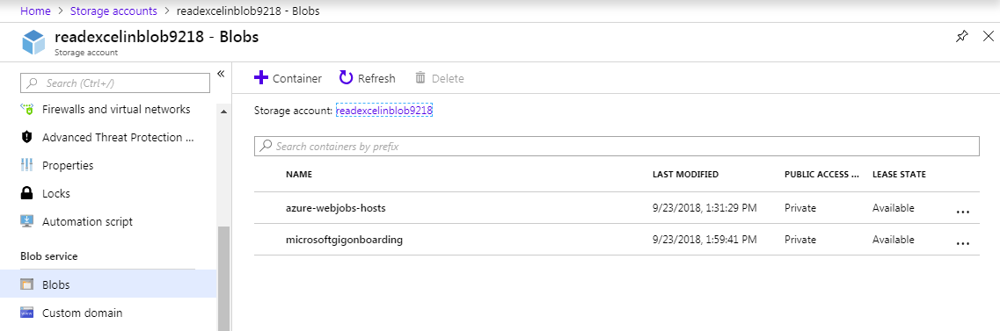 Home > Storage accounts > readexcelinblob9218 - Blobs
readexcelinblob9218 - Blobs
Storage account
Search (Ctrl+/)
Firewalls and virtual networks
Advanced Threat Protection ...
Properties
Locks
Automation script
Blob service
Blobs
Custom domain
Container Refresh Delete
Storage account: readexcelinblob9218
Search containers by prefix
NAME LAST MODIFIED PUBLIC ACCESS ... LEASE STATE
azure-webjobs-hosts 9/23/2018, 1:31:29 PM Private Available ...
microsoftgigonboarding 9/23/2018, 1:59:41 PM Private Available ...